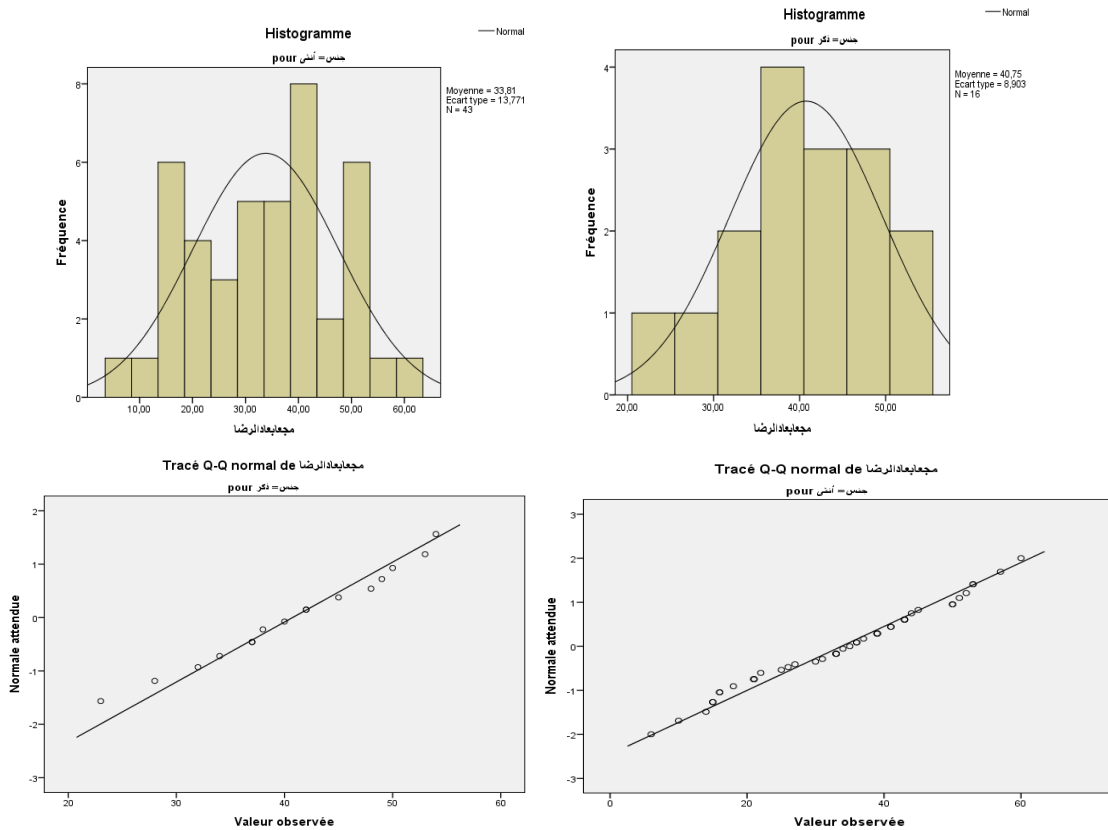 Histogramme
Normal
pour جنس= أنثى
Moyenne = 33,81
Ecart type = 13,771
N = 43
8
6
4
2
0
Fréquence
10,00 20,00 30,00 40,00 50,00 60,00
مجعابعادالرضا
Histogramme
Normal
pour جنس= ذكر
Moyenne = 40,75
Ecart type = 8,903
N = 16
4
3
2
1
0
Fréquence
20,00 30,00 40,00 50,00
مجعابعادالرضا
Tracé Q-Q normal de مجعابعادالرضا
pour جنس= ذكر
2
1
0
-1
-2
-3
Normale attendue
20 30 40 50 60
Valeur observée
Tracé Q-Q normal de مجعابعادالرضا
pour جنس= أنثى
3
2
1
0
-1
-2
-3
Normale attendue
0 20 40 60
Valeur observée